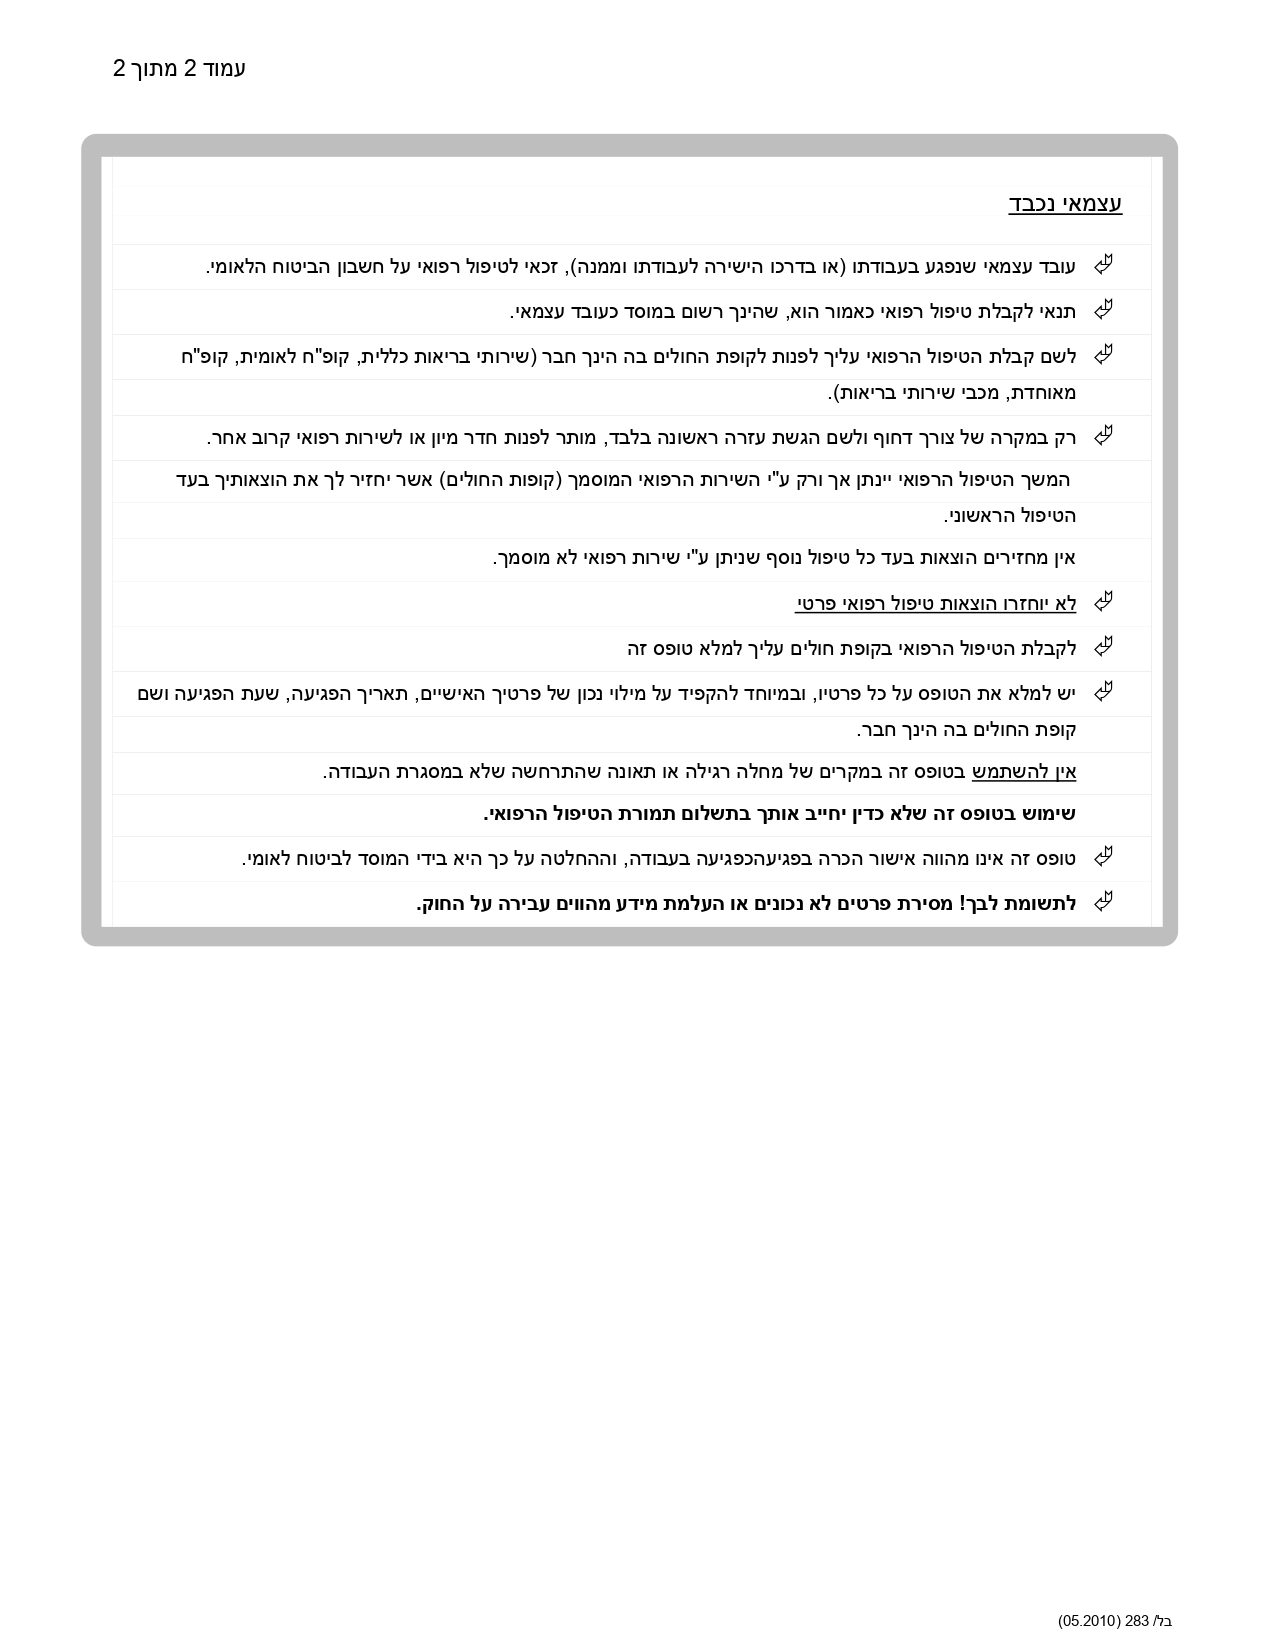 עמוד 2 מתוך 2
עצמאי נכבד
עובד עצמאי שנפגע בעבודתו (או בדרכו הישירה לעבודתו וממנה), זכאי לטיפול רפואי על חשבון הביטוח הלאומי.
תנאי לקבלת טיפול רפואי כאמור הוא, שהינך רשום במוסד כעובד עצמאי.
לשם קבלת הטיפול הרפואי עליך לפנות לקופת החולים בה הינך חבר (שירותי בריאות כללית, קופ"ח לאומית, קופ"ח
מאוחדת, מכבי שירותי בריאות).
רק במקרה של צורך דחוף ולשם הגשת עזרה ראשונה בלבד, מותר לפנות חדר מיון או לשירות רפואי קרוב אחר.
המשך הטיפול הרפואי יינתן אך ורק ע"י השירות הרפואי המוסמך (קופות החולים) אשר יחזיר לך את הוצאותיך בעד
הטיפול הראשוני.
אין מחזירים הוצאות בעד כל טיפול נוסף שניתן ע"י שירות רפואי לא מוסמך.
לא יוחזרו הוצאות טיפול רפואי פרטי
לקבלת הטיפול הרפואי בקופת חולים עליך למלא טופס זה
יש למלא את הטופס על כל פרטיו, ובמיוחד להקפיד על מילוי נכון של פרטיך האישיים, תאריך הפגיעה, שעת הפגיעה ושם
קופת החולים בה הינך חבר.
אין להשתמש בטופס זה במקרים של מחלה רגילה או תאונה שהתרחשה שלא במסגרת העבודה.
שימוש בטופס זה שלא כדין יחייב אותך בתשלום תמורת הטיפול הרפואי.
טופס זה אינו מהווה אישור הכרה בפגיעהכפגיעה בעבודה, וההחלטה על כך היא בידי המוסד לביטוח לאומי.
לתשומת לבך! מסירת פרטים לא נכונים או העלמת מידע מהווים עבירה על החוק.
בל/ 283 (05.2010)